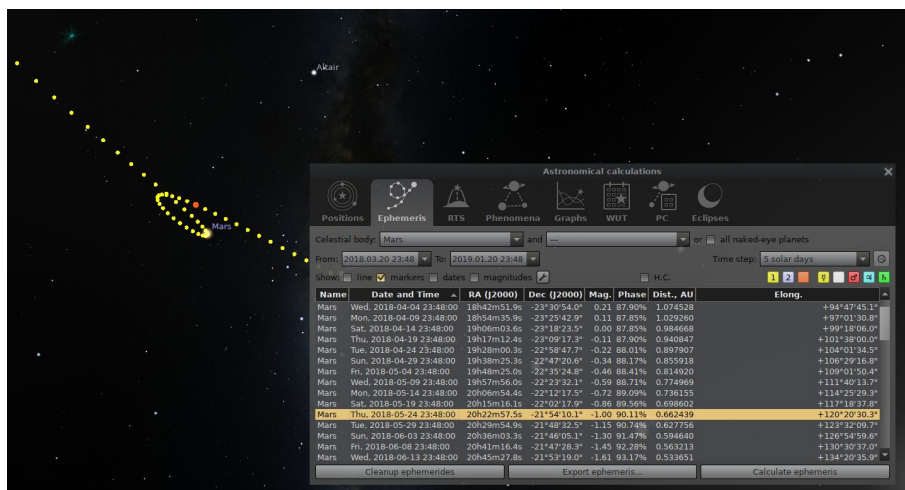 Altair
Mars
Astronomical calculations
Positions Ephemeris RTS Phenomena Graphs WUT PC Eclipses
Celestial body: Mars and --- or all naked-eye planets
From: 2018.03.20 23:48 To: 2019.01.20 23:48 Time step: 5 solar days
Show: line markers dates magnitudes H.C. 1 2 ☿ ♂ ♃ ♄
Name Date and Time RA (J2000) Dec (J2000) Mag. Phase Dist., AU Elong.
Mars Wed, 2018-04-04 23:48:00 18h42m51.9s -23°30'54.0" 0.21 87.90% 1.074528 +94°47'45.1"
Mars Mon, 2018-04-09 23:48:00 18h54m35.9s -23°25'42.9" 0.11 87.85% 1.029260 +97°01'30.8"
Mars Sat, 2018-04-14 23:48:00 19h06m03.6s -23°18'23.5" 0.00 87.85% 0.984668 +99°18'06.0"
Mars Thu, 2018-04-19 23:48:00 19h17m12.4s -23°09'17.3" -0.11 87.90% 0.940847 +101°38'00.0"
Mars Tue, 2018-04-24 23:48:00 19h28m00.3s -22°58'47.7" -0.22 88.01% 0.897907 +104°01'34.5"
Mars Sun, 2018-04-29 23:48:00 19h38m25.3s -22°47'20.6" -0.34 88.17% 0.855918 +106°29'16.8"
Mars Fri, 2018-05-04 23:48:00 19h48m25.0s -22°35'24.8" -0.46 88.41% 0.814920 +109°01'50.4"
Mars Wed, 2018-05-09 23:48:00 19h57m56.0s -22°23'32.1" -0.59 88.71% 0.774969 +111°40'13.7"
Mars Mon, 2018-05-14 23:48:00 20h06m54.4s -22°12'17.5" -0.72 89.09% 0.736155 +114°25'29.3"
Mars Sat, 2018-05-19 23:48:00 20h15m16.1s -22°02'17.9" -0.86 89.56% 0.698602 +117°18'37.8"
Mars Thu, 2018-05-24 23:48:00 20h22m57.5s -21°54'10.1" -1.00 90.11% 0.662439 +120°20'30.3"
Mars Tue, 2018-05-29 23:48:00 20h29m54.9s -21°48'32.5" -1.15 90.74% 0.627756 +123°32'09.7"
Mars Sun, 2018-06-03 23:48:00 20h36m03.3s -21°46'05.1" -1.30 91.47% 0.594640 +126°54'59.6"
Mars Fri, 2018-06-08 23:48:00 20h41m16.4s -21°47'28.3" -1.45 92.28% 0.563213 +130°30'37.0"
Mars Wed, 2018-06-13 23:48:00 20h45m27.8s -21°53'19.0" -1.61 93.17% 0.533651 +134°20'35.9"
Cleanup ephemerides Export ephemeris... Calculate ephemeris